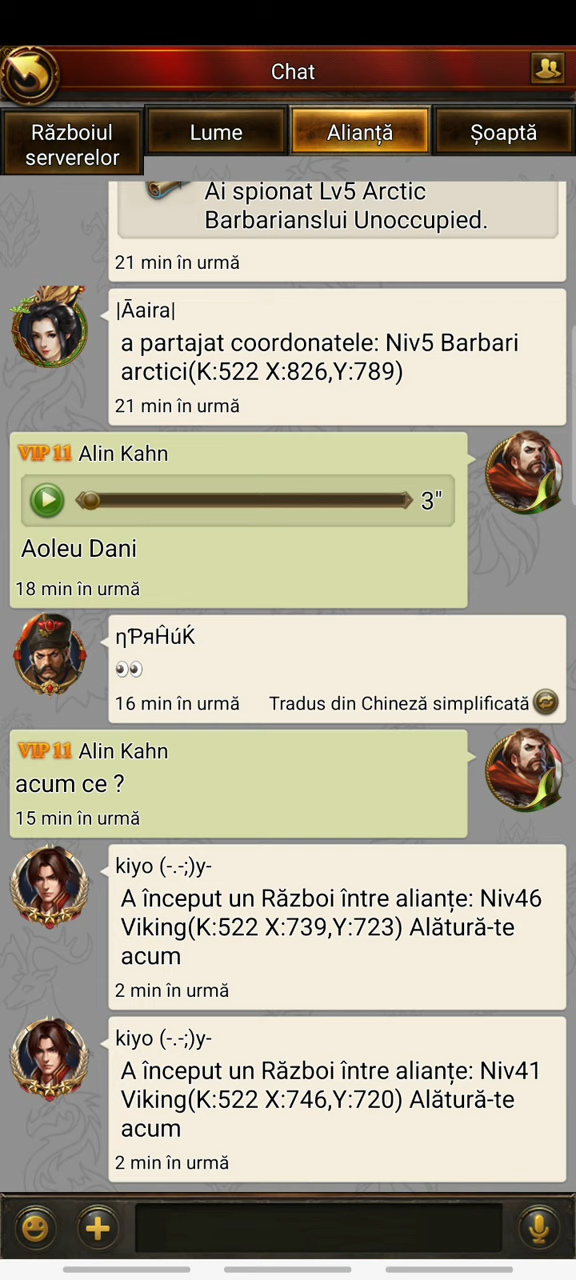 Chat
Războiul
serverelor
Lume
Alianță
Șoaptă
Ai spionat Lv5 Arctic
Barbarianslui Unoccupied.
21 min în urmă
|Āaira|
a partajat coordonatele: Niv5 Barbari
arctici(K:522 X:826,Y:789)
21 min în urmă
VIP 11 Alin Kahn
3"
Aoleu Dani
18 min în urmă
ηƤяĤúḰ
👀
16 min în urmă Tradus din Chineză simplificată
VIP 11 Alin Kahn
acum ce ?
15 min în urmă
kiyo (-.-;)y-
A început un Război între alianțe: Niv46
Viking(K:522 X:739,Y:723) Alătură-te
acum
2 min în urmă
kiyo (-.-;)y-
A început un Război între alianțe: Niv41
Viking(K:522 X:746,Y:720) Alătură-te
acum
2 min în urmă